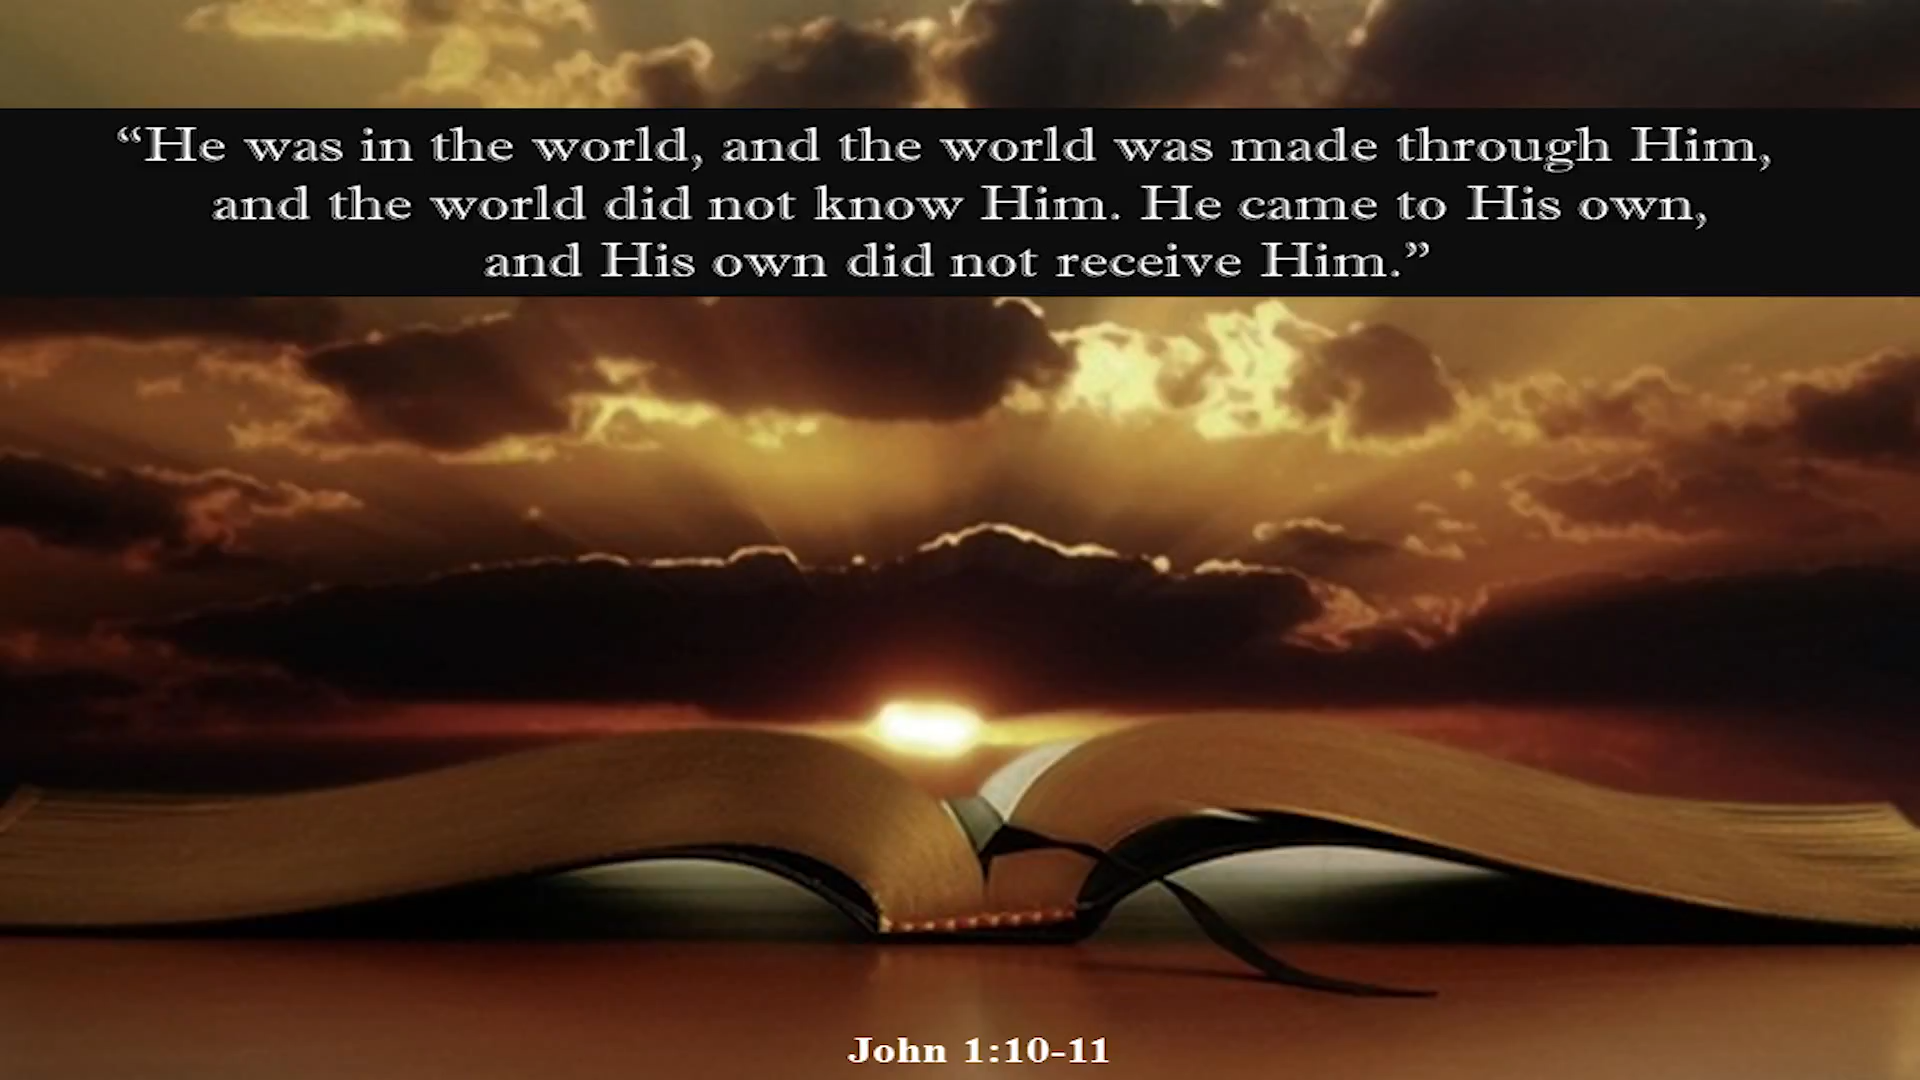 “He was in the world, and the world was made through Him,
and the world did not know Him. He came to His own,
and His own did not receive Him.”
John 1:10-11